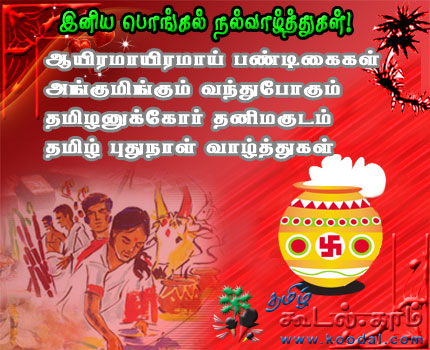 இனிய பொங்கல் நல்வாழ்த்துகள்!
ஆயிரமாயிரமாய் பண்டிகைகள்
அங்குமிங்கும் வந்துபோகும்
தமிழனுக்கோர் தனிமகுடம்
தமிழ் புதுநாள் வாழ்த்துகள்
தமிழ்
கூடல்.காம்
www.koodal.com